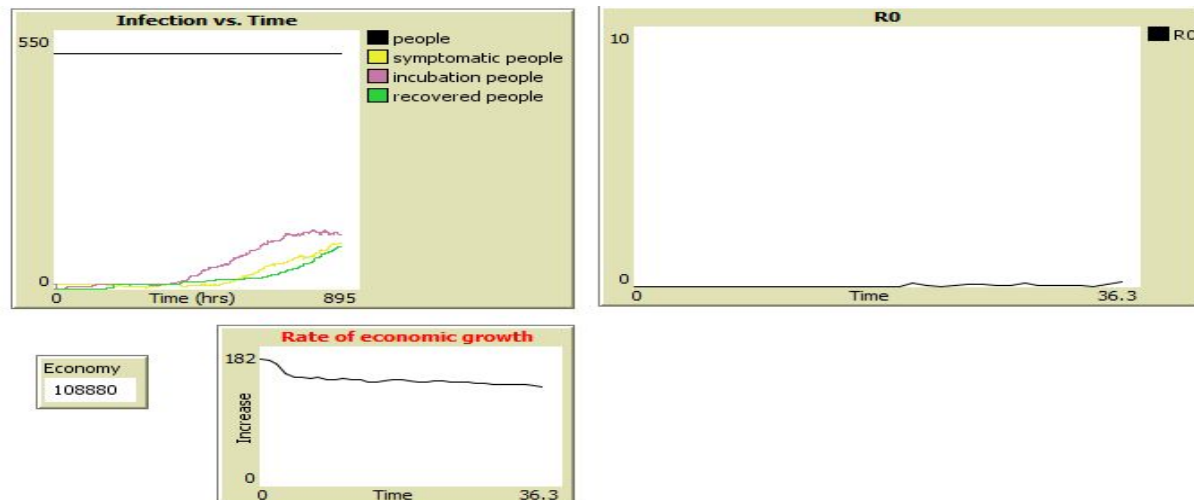 Infection vs. Time
550
people
symptomatic people
incubation people
recovered people
0
0
Time (hrs)
895
R0
10
R0
0
0
Time
36.3
Economy
108880
Rate of economic growth
182
Increase
0
0
Time
36.3